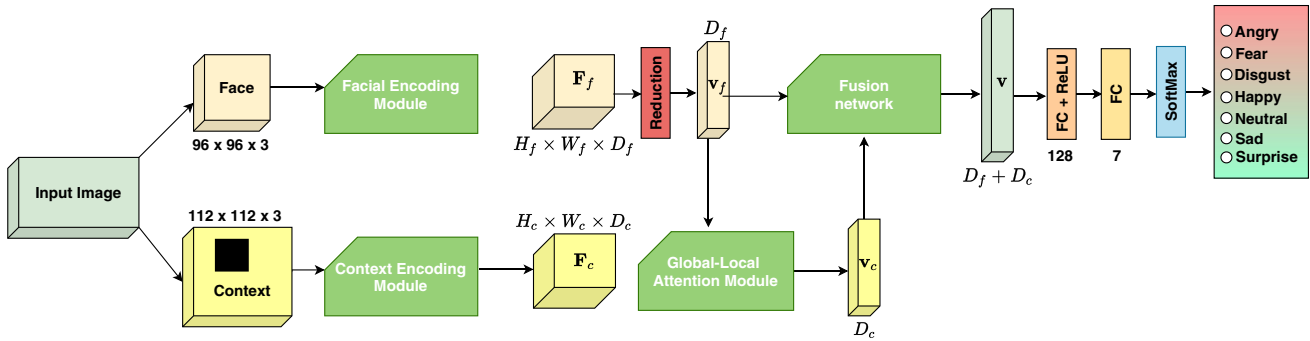 Input Image
Face
96 x 96 x 3
Facial Encoding
Module
112 x 112 x 3
Context
Context Encoding
Module
F_f
H_f × W_f × D_f
H_c × W_c × D_c
F_c
Reduction
D_f
v_f
Global-Local
Attention Module
v_c
D_c
Fusion
network
v
D_f + D_c
FC + ReLU
128
FC
7
SoftMax
Angry
Fear
Disgust
Happy
Neutral
Sad
Surprise